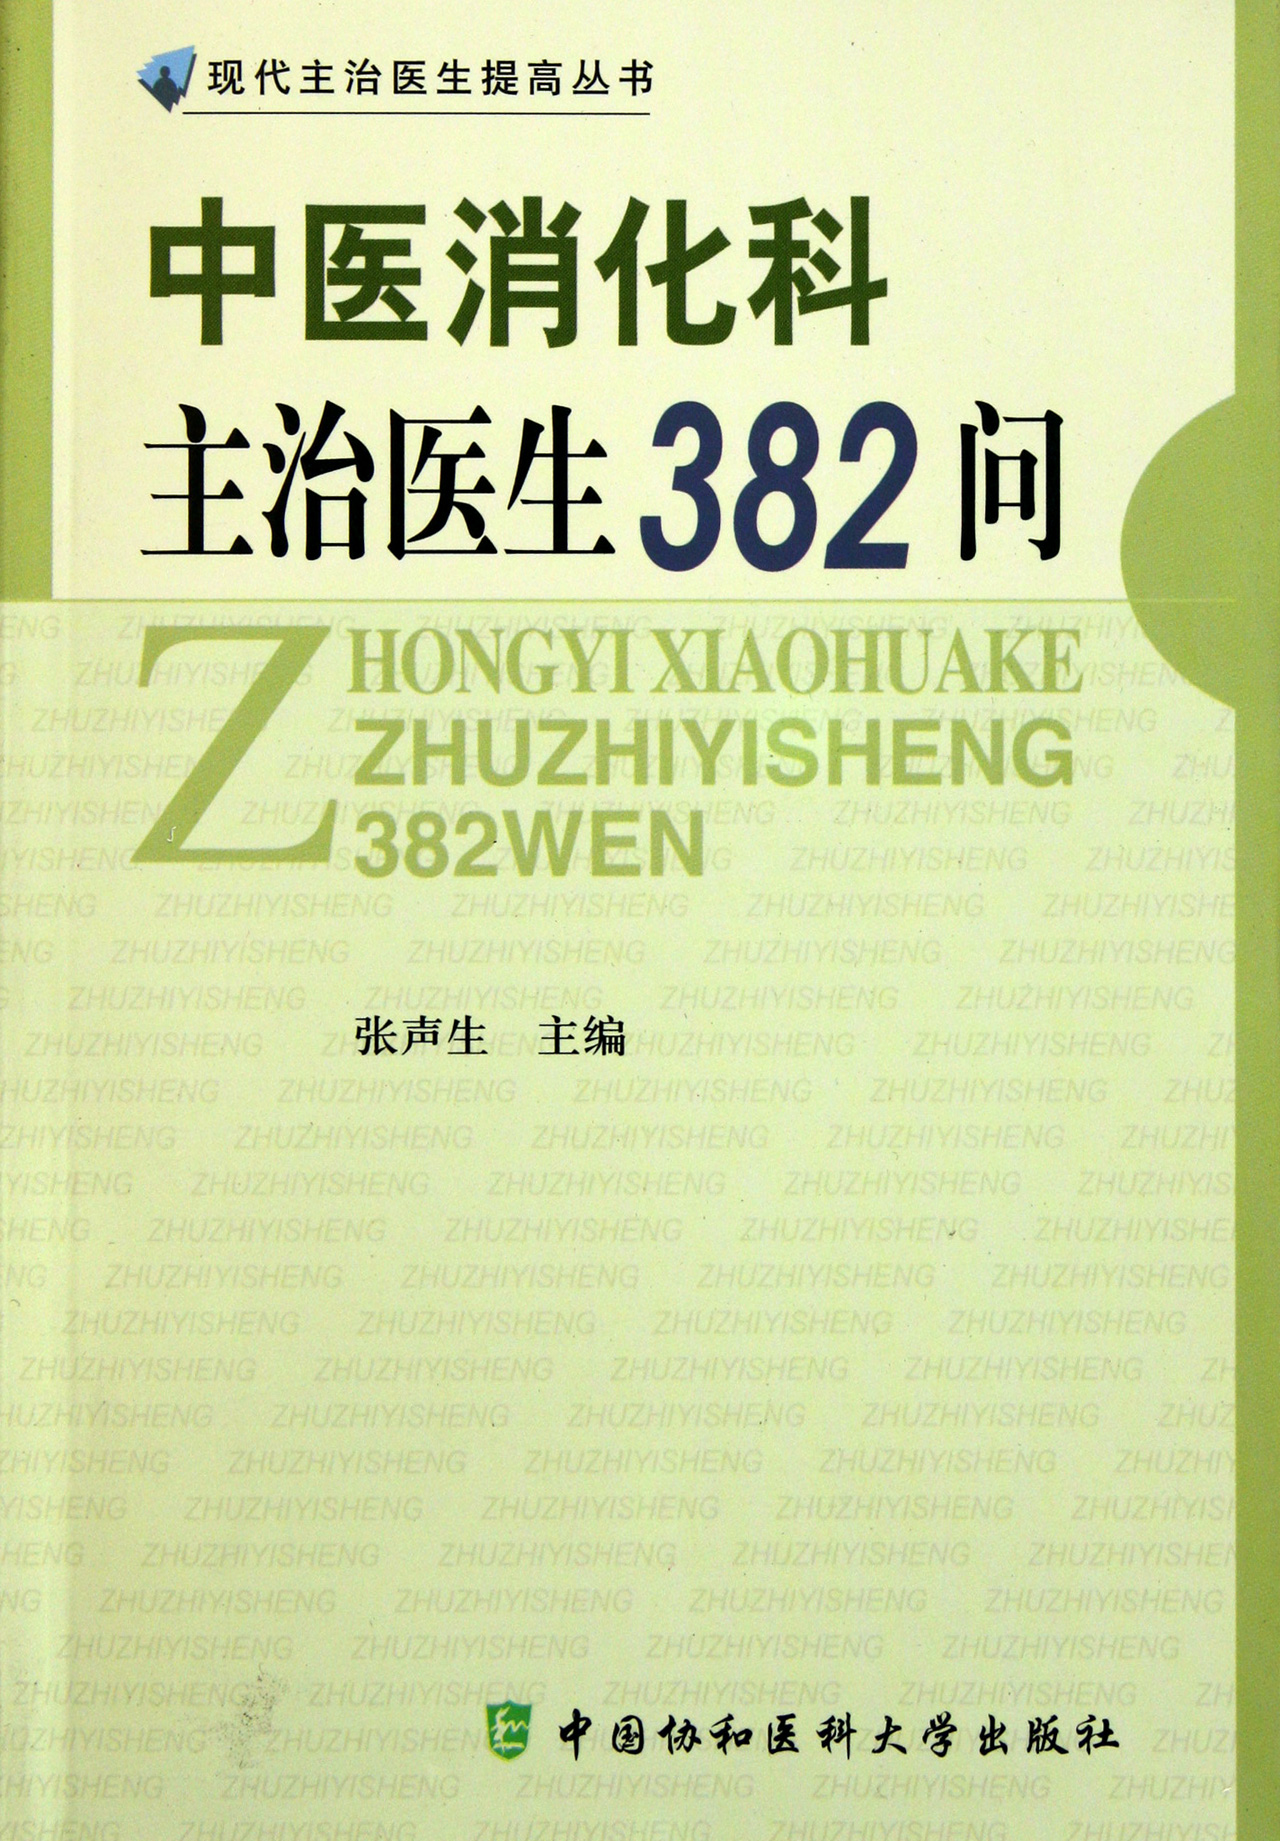 现代主治医生提高丛书
中医消化科
主治医生382问
ZHONGYI XIAOHUAKE
ZHUZHIYISHENG
382WEN
张声生 主编
中国协和医科大学出版社